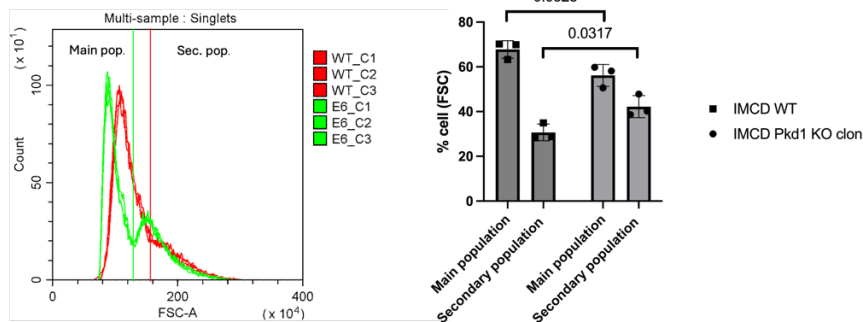 Multi-sample : Singlets
(x 10¹)
Main pop.
Sec. pop.
Count
0
50
100
0
200
400
FSC-A
(x 10⁴)
WT_C1
WT_C2
WT_C3
E6_C1
E6_C2
E6_C3
0.0317
% cell (FSC)
80
60
40
20
0
Main population
Secondary population
Main population
Secondary population
IMCD WT
IMCD Pkd1 KO clon